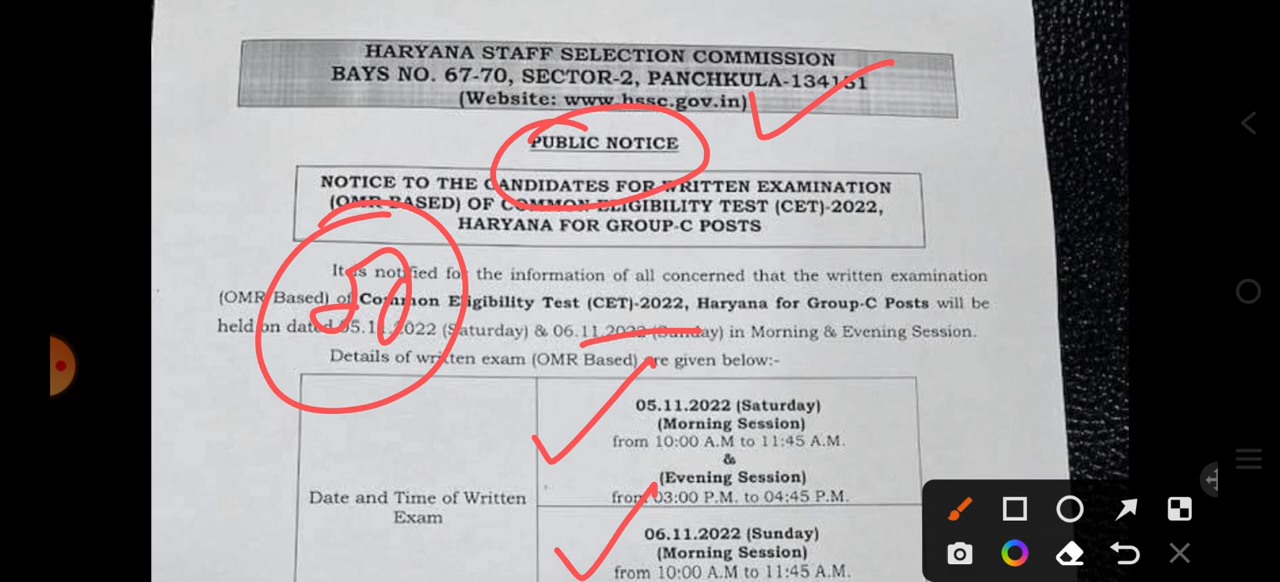 HARYANA STAFF SELECTION COMMISSION
BAYS NO. 67-70, SECTOR-2, PANCHKULA-134151
(Website: www.hssc.gov.in)
PUBLIC NOTICE
NOTICE TO THE CANDIDATES FOR WRITTEN EXAMINATION
(OMR BASED) OF COMMON ELIGIBILITY TEST (CET)-2022,
HARYANA FOR GROUP-C POSTS
It is notified for the information of all concerned that the written examination
(OMR Based) of Common Eligibility Test (CET)-2022, Haryana for Group-C Posts will be
held on dated 05.11.2022 (Saturday) & 06.11.2022 (Sunday) in Morning & Evening Session.
Details of written exam (OMR Based) are given below:-
05.11.2022 (Saturday)
(Morning Session)
from 10:00 A.M to 11:45 A.M.
&
(Evening Session)
from 03:00 P.M. to 04:45 P.M.
Date and Time of Written
Exam
06.11.2022 (Sunday)
(Morning Session)
from 10:00 A.M to 11:45 A.M.